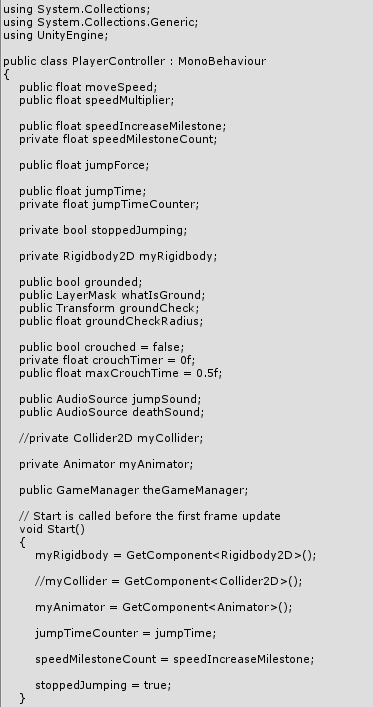 using System.Collections;
using System.Collections.Generic;
using UnityEngine;
public class PlayerController : MonoBehaviour
{
public float moveSpeed;
public float speedMultiplier;
public float speedIncreaseMilestone;
private float speedMilestoneCount;
public float jumpForce;
public float jumpTime;
private float jumpTimeCounter;
private bool stoppedJumping;
private Rigidbody2D myRigidbody;
public bool grounded;
public LayerMask whatIsGround;
public Transform groundCheck;
public float groundCheckRadius;
public bool crouched = false;
private float crouchTimer = 0f;
public float maxCrouchTime = 0.5f;
public AudioSource jumpSound;
public AudioSource deathSound;
//private Collider2D myCollider;
private Animator myAnimator;
public GameManager theGameManager;
// Start is called before the first frame update
void Start()
{
myRigidbody = GetComponent<Rigidbody2D>();
//myCollider = GetComponent<Collider2D>();
myAnimator = GetComponent<Animator>();
jumpTimeCounter = jumpTime;
speedMilestoneCount = speedIncreaseMilestone;
stoppedJumping = true;
}